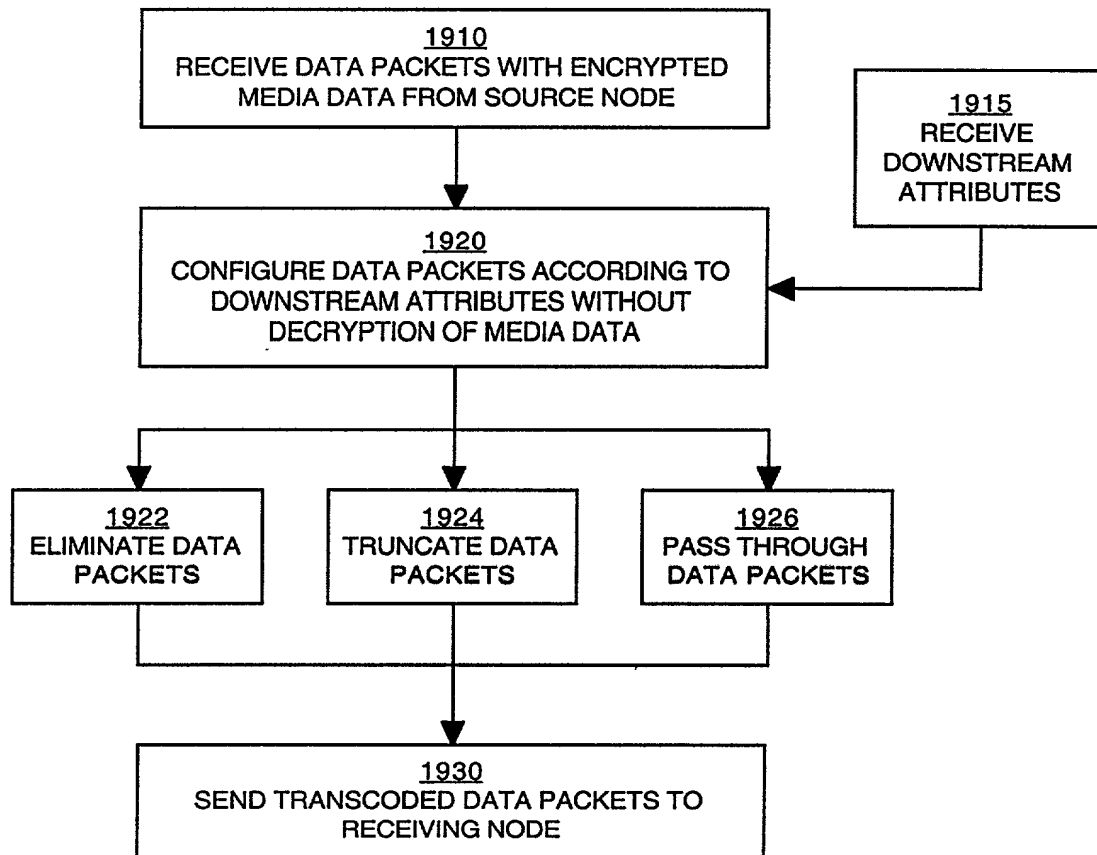 1910
RECEIVE DATA PACKETS WITH ENCRYPTED
MEDIA DATA FROM SOURCE NODE
1915
RECEIVE
DOWNSTREAM
ATTRIBUTES
1920
CONFIGURE DATA PACKETS ACCORDING TO
DOWNSTREAM ATTRIBUTES WITHOUT
DECRYPTION OF MEDIA DATA
1922
ELIMINATE DATA
PACKETS
1924
TRUNCATE DATA
PACKETS
1926
PASS THROUGH
DATA PACKETS
1930
SEND TRANSCODED DATA PACKETS TO
RECEIVING NODE